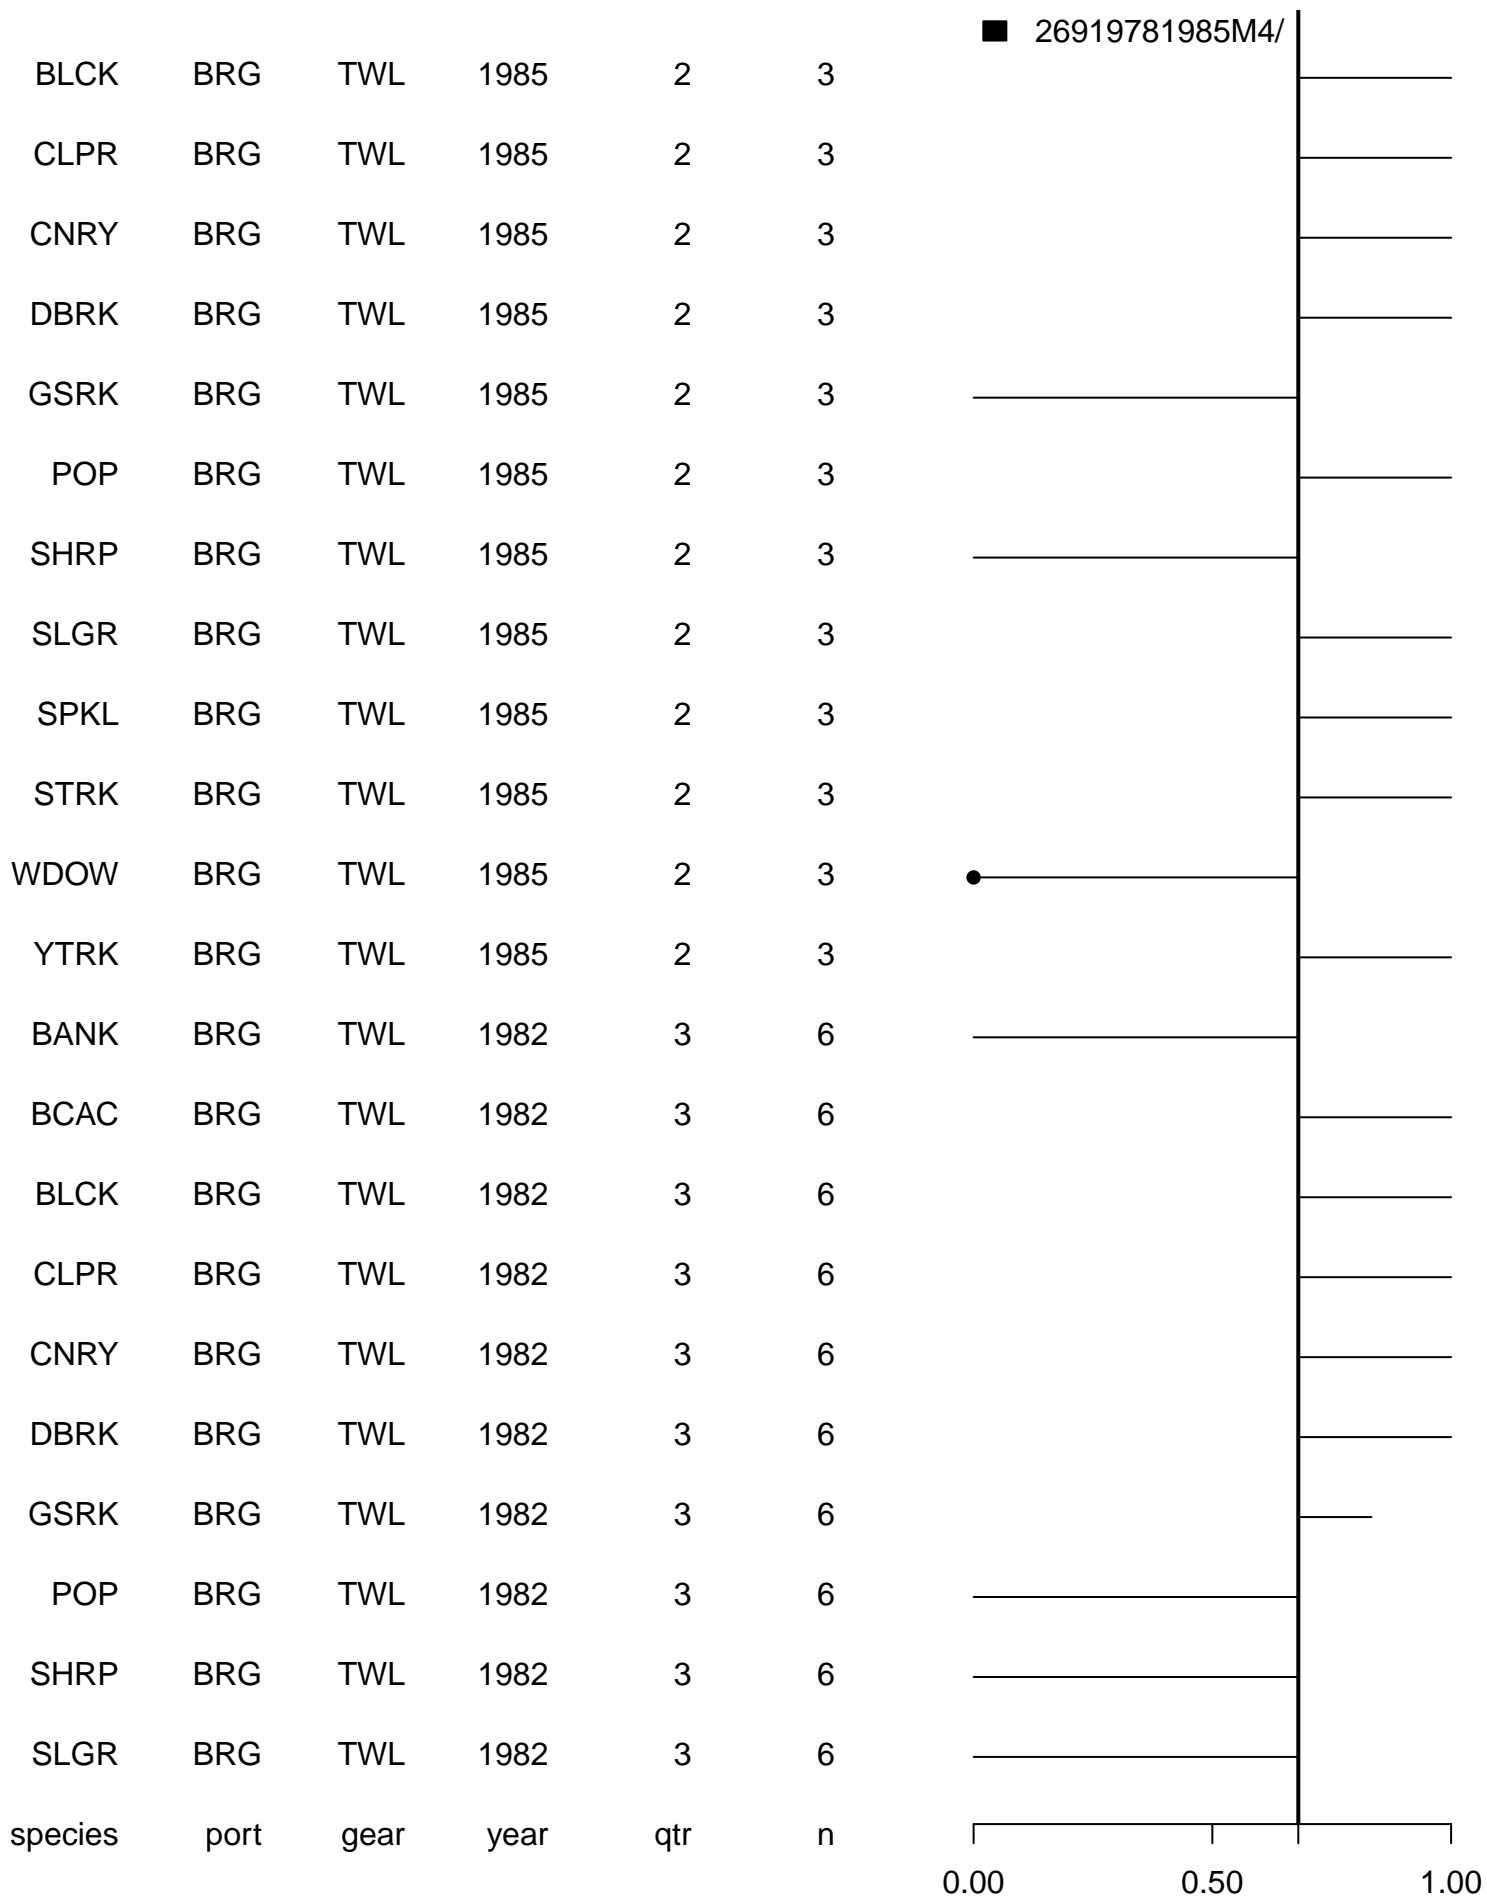 26919781985M4/
BLCK BRG TWL 1985 2 3
CLPR BRG TWL 1985 2 3
CNRY BRG TWL 1985 2 3
DBRK BRG TWL 1985 2 3
GSRK BRG TWL 1985 2 3
POP BRG TWL 1985 2 3
SHRP BRG TWL 1985 2 3
SLGR BRG TWL 1985 2 3
SPKL BRG TWL 1985 2 3
STRK BRG TWL 1985 2 3
WDOW BRG TWL 1985 2 3
YTRK BRG TWL 1985 2 3
BANK BRG TWL 1982 3 6
BCAC BRG TWL 1982 3 6
BLCK BRG TWL 1982 3 6
CLPR BRG TWL 1982 3 6
CNRY BRG TWL 1982 3 6
DBRK BRG TWL 1982 3 6
GSRK BRG TWL 1982 3 6
POP BRG TWL 1982 3 6
SHRP BRG TWL 1982 3 6
SLGR BRG TWL 1982 3 6
species port gear year qtr n
0.00 0.50 1.00